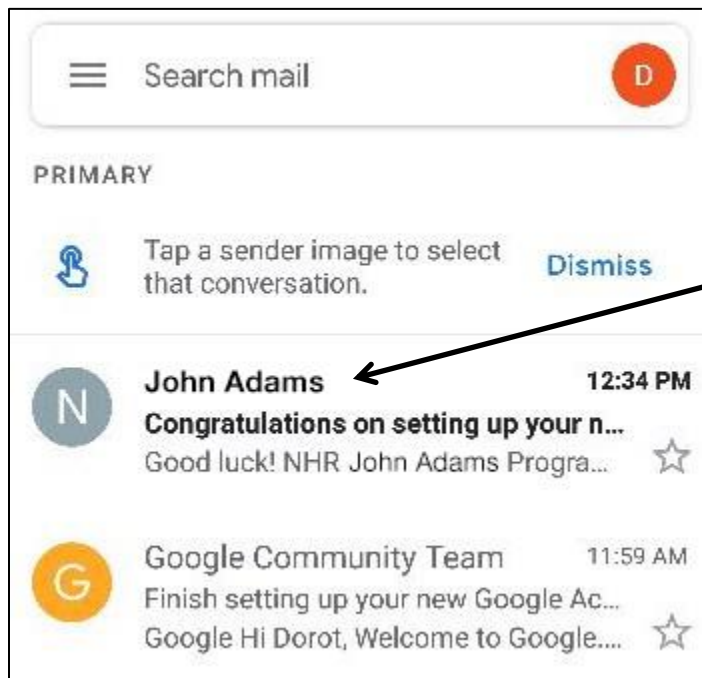 Search mail
D
PRIMARY
Tap a sender image to select
that conversation.
Dismiss
N
John Adams
12:34 PM
Congratulations on setting up your n...
Good luck! NHR John Adams Progra...
G
Google Community Team
11:59 AM
Finish setting up your new Google Ac...
Google Hi Dorot, Welcome to Google....